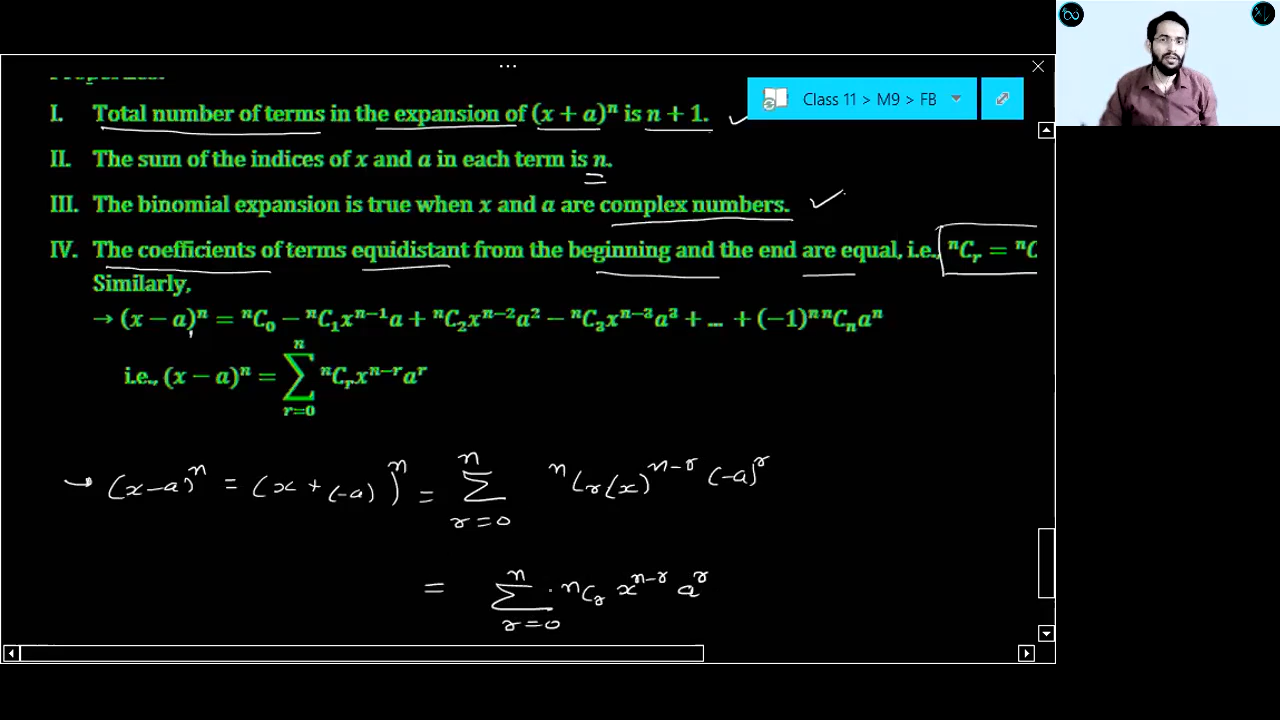 Class 11 > M9 > FB
I. Total number of terms in the expansion of (x + a)ⁿ is n + 1.
II. The sum of the indices of x and a in each term is n.
III. The binomial expansion is true when x and a are complex numbers.
IV. The coefficients of terms equidistant from the beginning and the end are equal, i.e., ⁿCᵣ = ⁿC
Similarly,
→ (x − a)ⁿ = ⁿC₀ − ⁿC₁xⁿ⁻¹a + ⁿC₂xⁿ⁻²a² − ⁿC₃xⁿ⁻³a³ + ... + (−1)ⁿ ⁿCₙaⁿ
n
i.e., (x − a)ⁿ = ∑ ⁿCᵣxⁿ⁻ʳaʳ
r=0
→ (x−a)ⁿ = (x + (−a))ⁿ = ∑ⁿ r=0 ⁿCᵣ(x)ⁿ⁻ʳ (−a)ʳ
= ∑ⁿ r=0 ⁿCᵣ xⁿ⁻ʳ aʳ